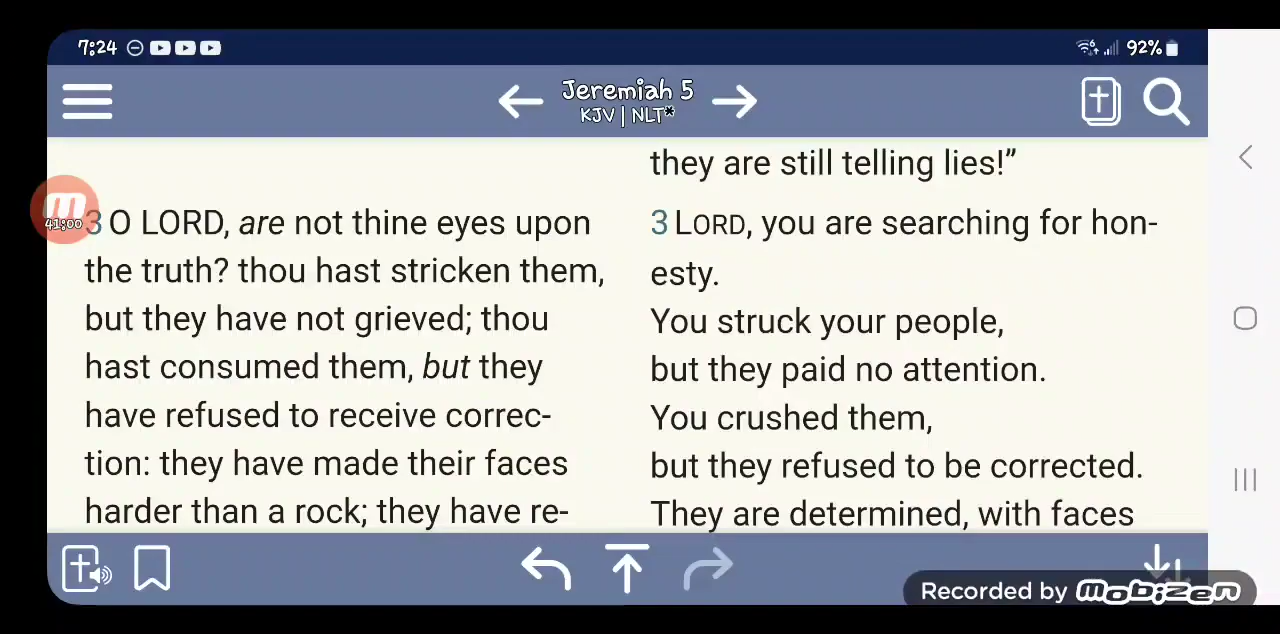 7:24
92%
Jeremiah 5
KJV | NLT*
41:00
3 O LORD, are not thine eyes upon
the truth? thou hast stricken them,
but they have not grieved; thou
hast consumed them, but they
have refused to receive correc-
tion: they have made their faces
harder than a rock; they have re-
they are still telling lies!”
3 LORD, you are searching for hon-
esty.
You struck your people,
but they paid no attention.
You crushed them,
but they refused to be corrected.
They are determined, with faces
Recorded by mobizen